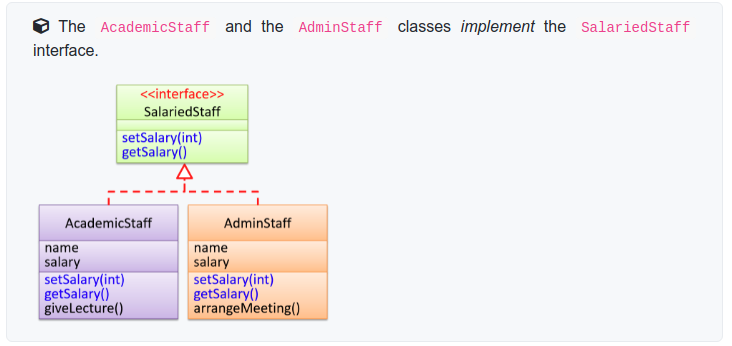 The AcademicStaff and the AdminStaff classes implement the SalariedStaff
interface.
<<interface>>
SalariedStaff
setSalary(int)
getSalary()
AcademicStaff
name
salary
setSalary(int)
getSalary()
giveLecture()
AdminStaff
name
salary
setSalary(int)
getSalary()
arrangeMeeting()